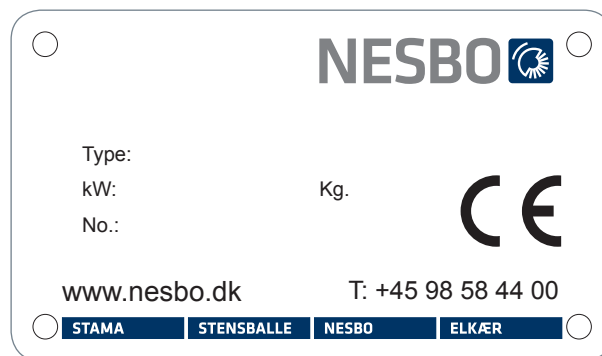 NESBO
Type:
kW: Kg.
No.:
CE
www.nesbo.dk T: +45 98 58 44 00
STAMA STENSBALLE NESBO ELKÆR